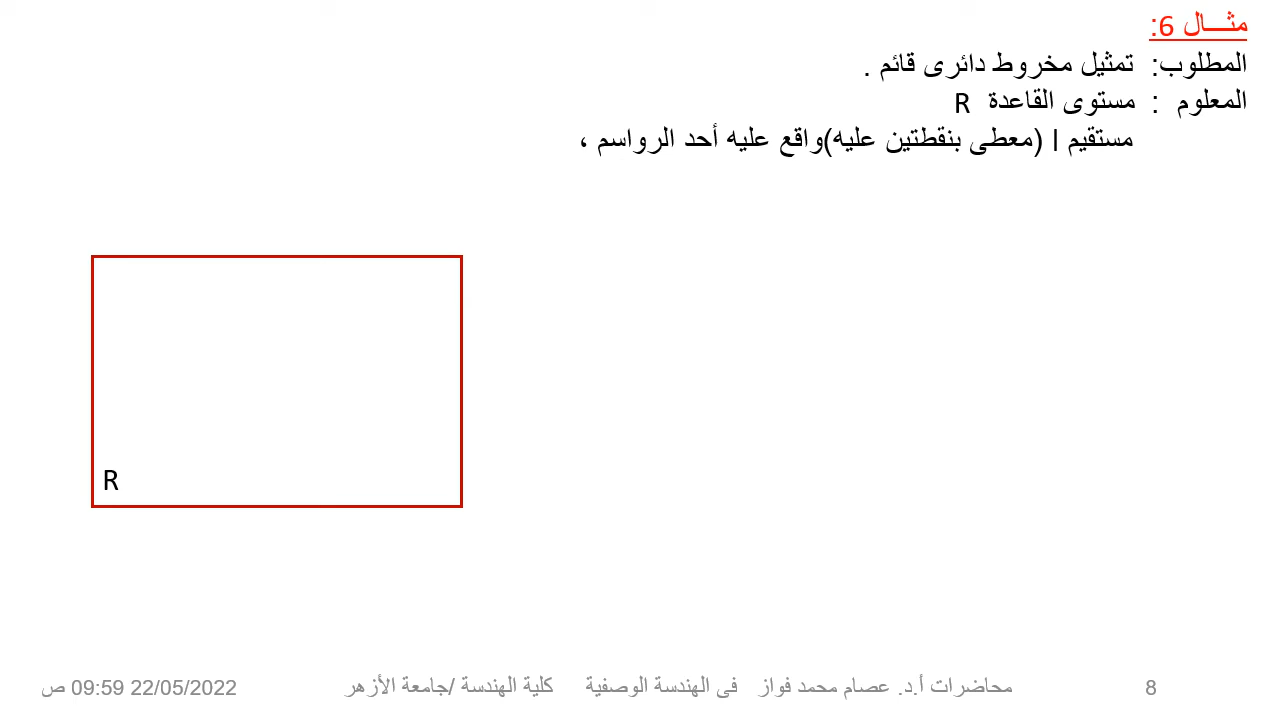 مثـــال 6:
المطلوب: تمثيل مخروط دائرى قائم .
المعلوم : مستوى القاعدة R
مستقيم l (معطى بنقطتين عليه)واقع عليه أحد الرواسم ،
R
8 محاضرات أ.د. عصام محمد فواز فى الهندسة الوصفية كلية الهندسة /جامعة الأزهر 22/05/2022 09:59 ص